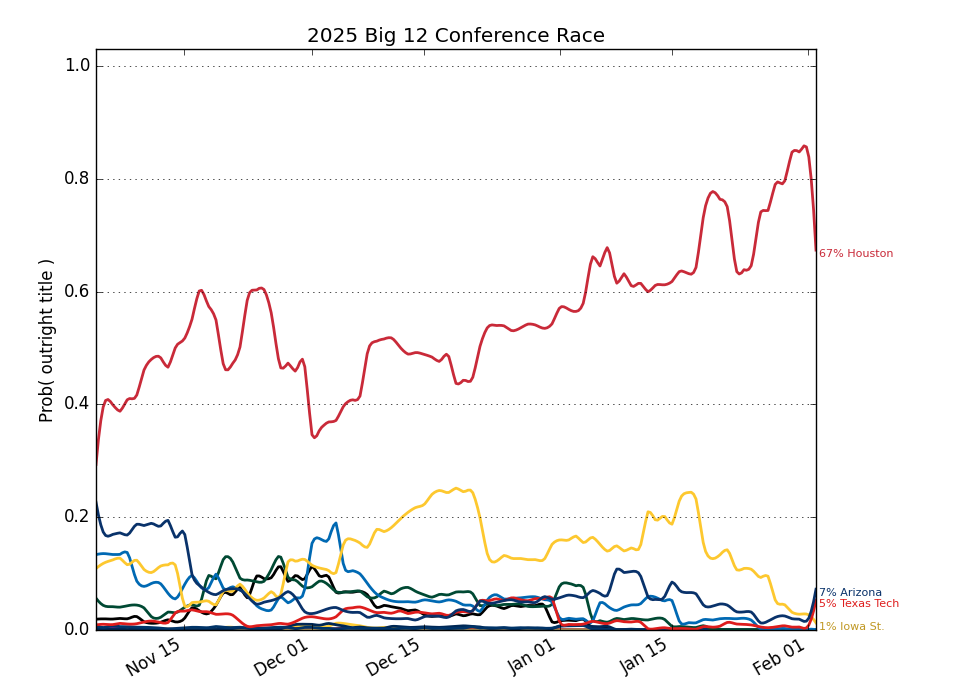 2025 Big 12 Conference Race
Prob( outright title )
1.0
0.8
0.6
0.4
0.2
0.0
67% Houston
7% Arizona
5% Texas Tech
1% Iowa St.
Nov 15
Dec 01
Dec 15
Jan 01
Jan 15
Feb 01